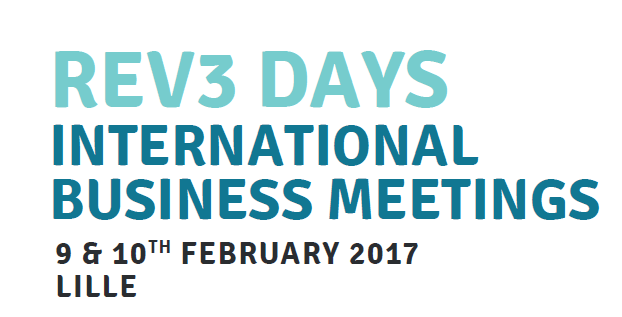 REV3 DAYS
INTERNATIONAL
BUSINESS MEETINGS
9 & 10TH FEBRUARY 2017
LILLE